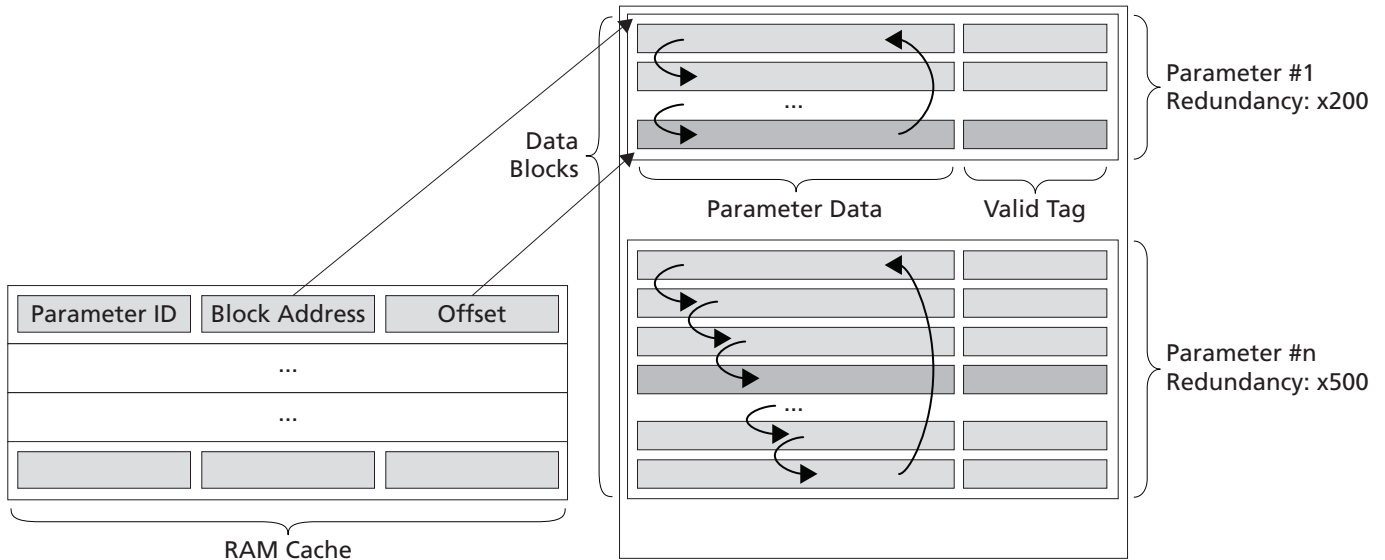 Parameter #1
Redundancy: x200
...
Data
Blocks
Parameter Data
Valid Tag
Parameter ID
Block Address
Offset
...
...
RAM Cache
Parameter #n
Redundancy: x500
...